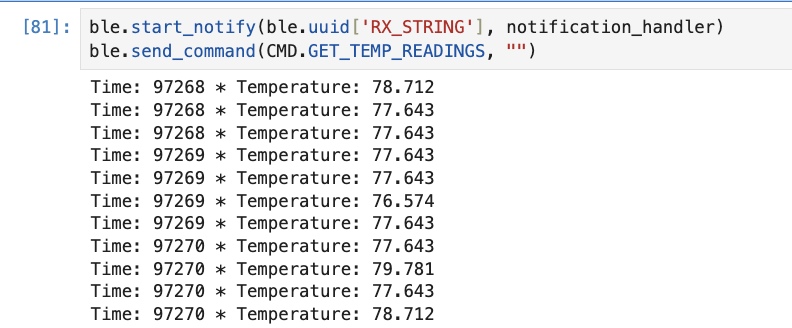 [81]: ble.start_notify(ble.uuid['RX_STRING'], notification_handler)
ble.send_command(CMD.GET_TEMP_READINGS, "")
Time: 97268 * Temperature: 78.712
Time: 97268 * Temperature: 77.643
Time: 97268 * Temperature: 77.643
Time: 97269 * Temperature: 77.643
Time: 97269 * Temperature: 77.643
Time: 97269 * Temperature: 76.574
Time: 97269 * Temperature: 77.643
Time: 97270 * Temperature: 77.643
Time: 97270 * Temperature: 79.781
Time: 97270 * Temperature: 77.643
Time: 97270 * Temperature: 78.712